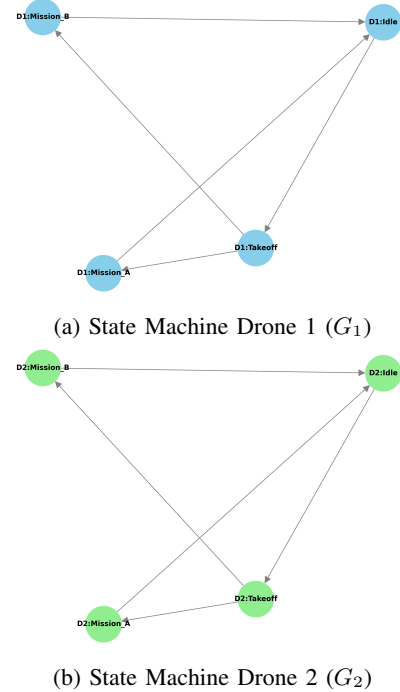 D1:Mission_B
D1:Idle
D1:Takeoff
D1:Mission_A
(a) State Machine Drone 1 (G₁)
D2:Mission_B
D2:Idle
D2:Takeoff
D2:Mission_A
(b) State Machine Drone 2 (G₂)